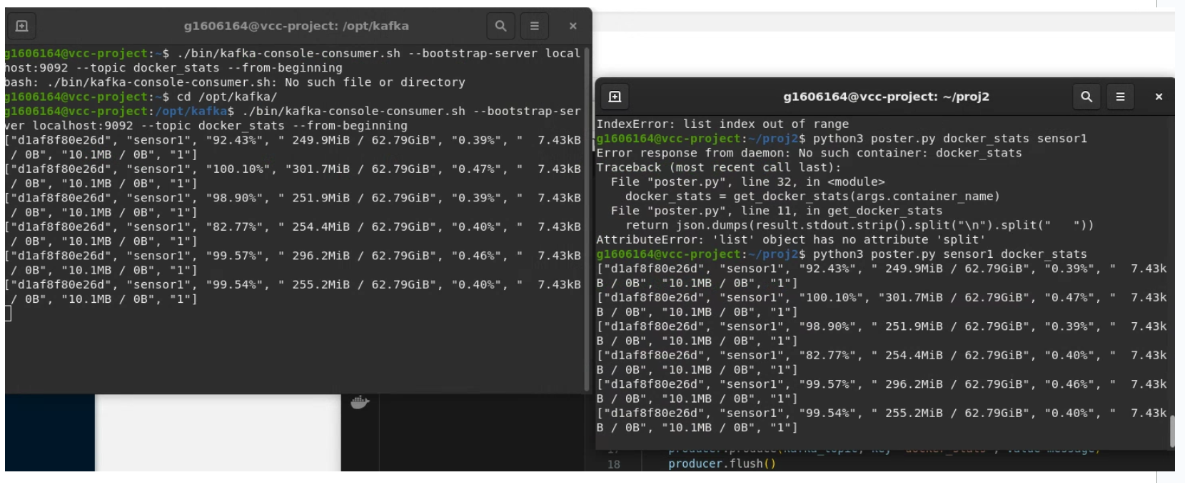 g1606164@vcc-project: /opt/kafka
g1606164@vcc-project:~$ ./bin/kafka-console-consumer.sh --bootstrap-server local
host:9092 --topic docker_stats --from-beginning
bash: ./bin/kafka-console-consumer.sh: No such file or directory
g1606164@vcc-project:~$ cd /opt/kafka/
g1606164@vcc-project:/opt/kafka$ ./bin/kafka-console-consumer.sh --bootstrap-ser
ver localhost:9092 --topic docker_stats --from-beginning
["d1af8f80e26d", "sensor1", "92.43%", " 249.9MiB / 62.79GiB", "0.39%", "  7.43kB
 / 0B", "10.1MB / 0B", "1"]
["d1af8f80e26d", "sensor1", "100.10%", "301.7MiB / 62.79GiB", "0.47%", "  7.43kB
 / 0B", "10.1MB / 0B", "1"]
["d1af8f80e26d", "sensor1", "98.90%", " 251.9MiB / 62.79GiB", "0.39%", "  7.43kB
 / 0B", "10.1MB / 0B", "1"]
["d1af8f80e26d", "sensor1", "82.77%", " 254.4MiB / 62.79GiB", "0.40%", "  7.43kB
 / 0B", "10.1MB / 0B", "1"]
["d1af8f80e26d", "sensor1", "99.57%", " 296.2MiB / 62.79GiB", "0.46%", "  7.43kB
 / 0B", "10.1MB / 0B", "1"]
["d1af8f80e26d", "sensor1", "99.54%", " 255.2MiB / 62.79GiB", "0.40%", "  7.43kB
 / 0B", "10.1MB / 0B", "1"]
g1606164@vcc-project: ~/proj2
IndexError: list index out of range
g1606164@vcc-project:~/proj2$ python3 poster.py docker_stats sensor1
Error response from daemon: No such container: docker_stats
Traceback (most recent call last):
  File "poster.py", line 32, in <module>
    docker_stats = get_docker_stats(args.container_name)
  File "poster.py", line 11, in get_docker_stats
    return json.dumps(result.stdout.strip().split("\n").split("   "))
AttributeError: 'list' object has no attribute 'split'
g1606164@vcc-project:~/proj2$ python3 poster.py sensor1 docker_stats
["d1af8f80e26d", "sensor1", "92.43%", " 249.9MiB / 62.79GiB", "0.39%", "  7.43k
B / 0B", "10.1MB / 0B", "1"]
["d1af8f80e26d", "sensor1", "100.10%", "301.7MiB / 62.79GiB", "0.47%", "  7.43k
B / 0B", "10.1MB / 0B", "1"]
["d1af8f80e26d", "sensor1", "98.90%", " 251.9MiB / 62.79GiB", "0.39%", "  7.43k
B / 0B", "10.1MB / 0B", "1"]
["d1af8f80e26d", "sensor1", "82.77%", " 254.4MiB / 62.79GiB", "0.40%", "  7.43k
B / 0B", "10.1MB / 0B", "1"]
["d1af8f80e26d", "sensor1", "99.57%", " 296.2MiB / 62.79GiB", "0.46%", "  7.43k
B / 0B", "10.1MB / 0B", "1"]
["d1af8f80e26d", "sensor1", "99.54%", " 255.2MiB / 62.79GiB", "0.40%", "  7.43k
B / 0B", "10.1MB / 0B", "1"]
18 producer.flush()